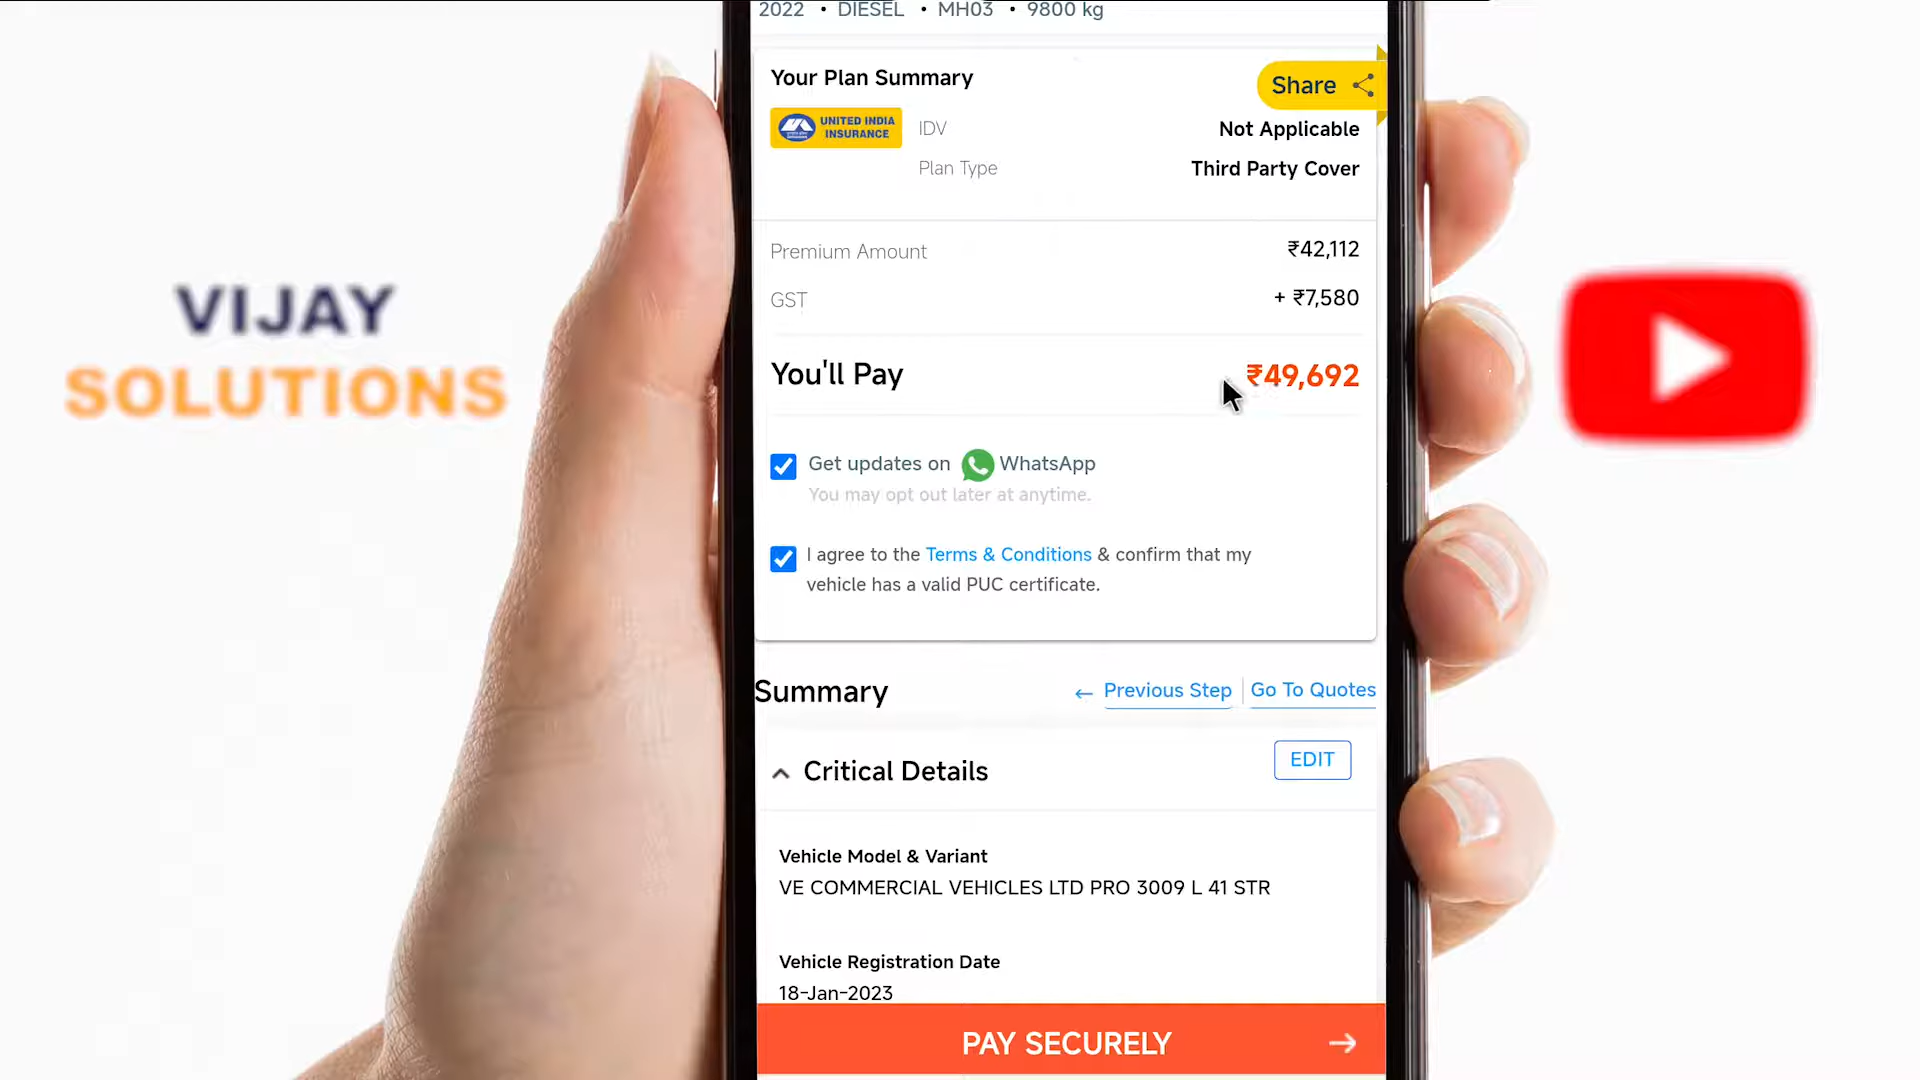 2022 • DIESEL • MH03 • 9800 kg
Your Plan Summary
Share
UNITED INDIA
INSURANCE
IDV
Not Applicable
Plan Type
Third Party Cover
Premium Amount
₹42,112
GST
+ ₹7,580
You'll Pay
₹49,692
Get updates on WhatsApp
You may opt out later at anytime.
I agree to the Terms & Conditions & confirm that my
vehicle has a valid PUC certificate.
Summary
← Previous Step
Go To Quotes
Critical Details
EDIT
Vehicle Model & Variant
VE COMMERCIAL VEHICLES LTD PRO 3009 L 41 STR
Vehicle Registration Date
18-Jan-2023
PAY SECURELY →
VIJAY
SOLUTIONS